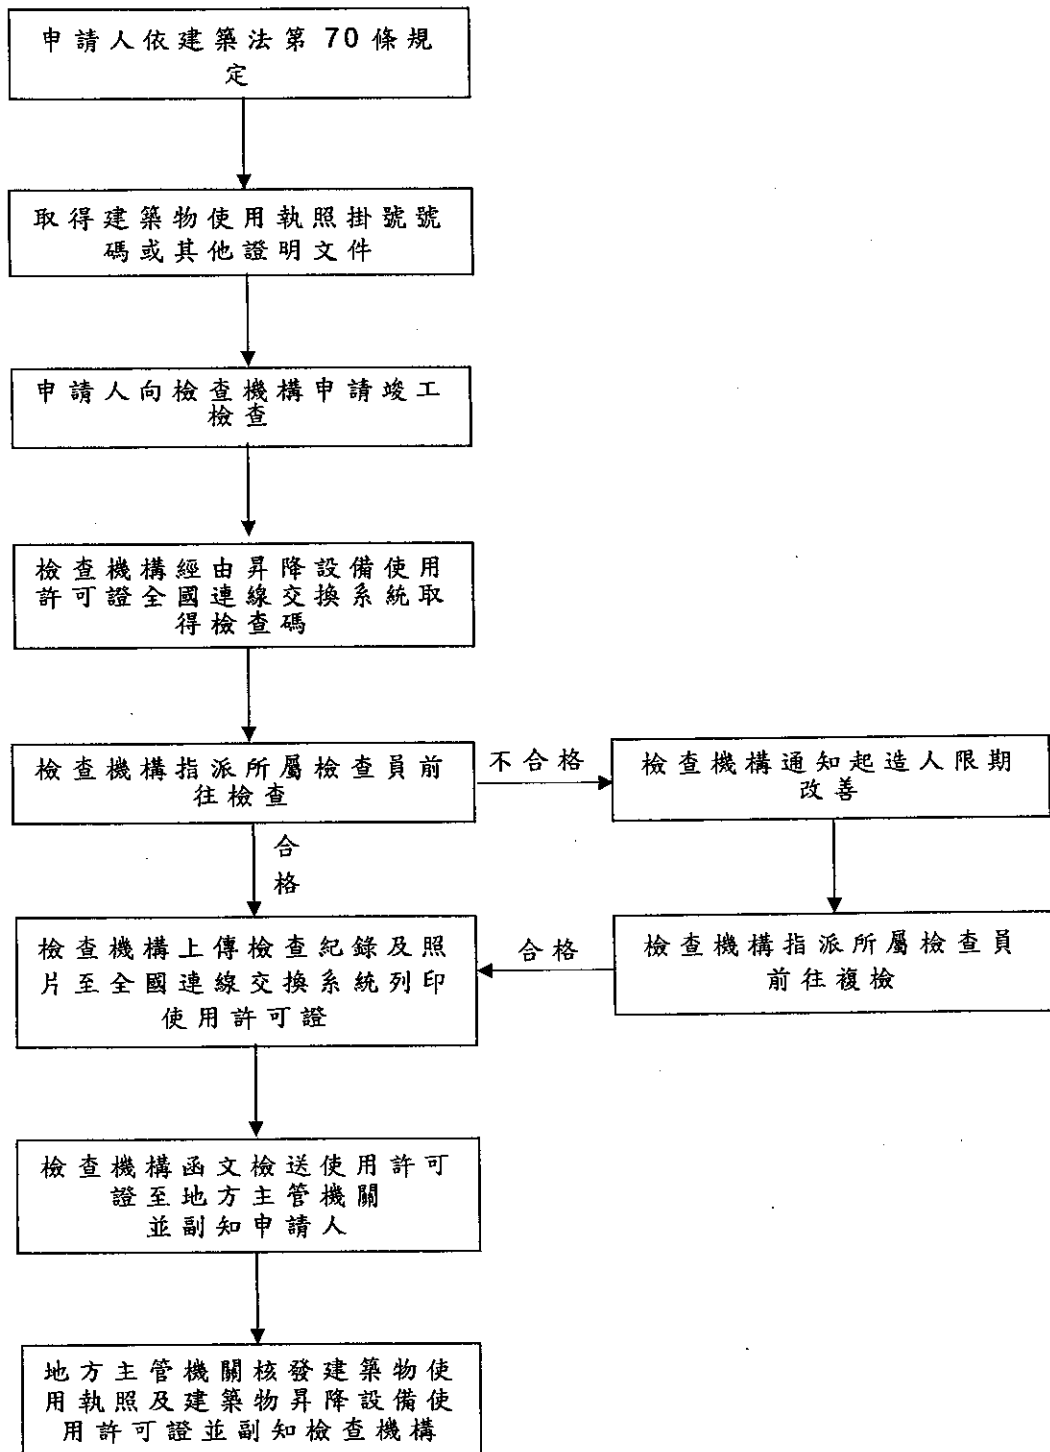 申請人依建築法第 70 條規
定
取得建築物使用執照掛號號
碼或其他證明文件
申請人向檢查機構申請竣工
檢查
檢查機構經由昇降設備使用
許可證全國連線交換系統取
得檢查碼
檢查機構指派所屬檢查員前
往檢查
不合格
檢查機構通知起造人限期
改善
合
格
檢查機構上傳檢查紀錄及照
片至全國連線交換系統列印
使用許可證
合格
檢查機構指派所屬檢查員
前往複檢
檢查機構函文檢送使用許可
證至地方主管機關
並副知申請人
地方主管機關核發建築物使
用執照及建築物昇降設備使
用許可證並副知檢查機構